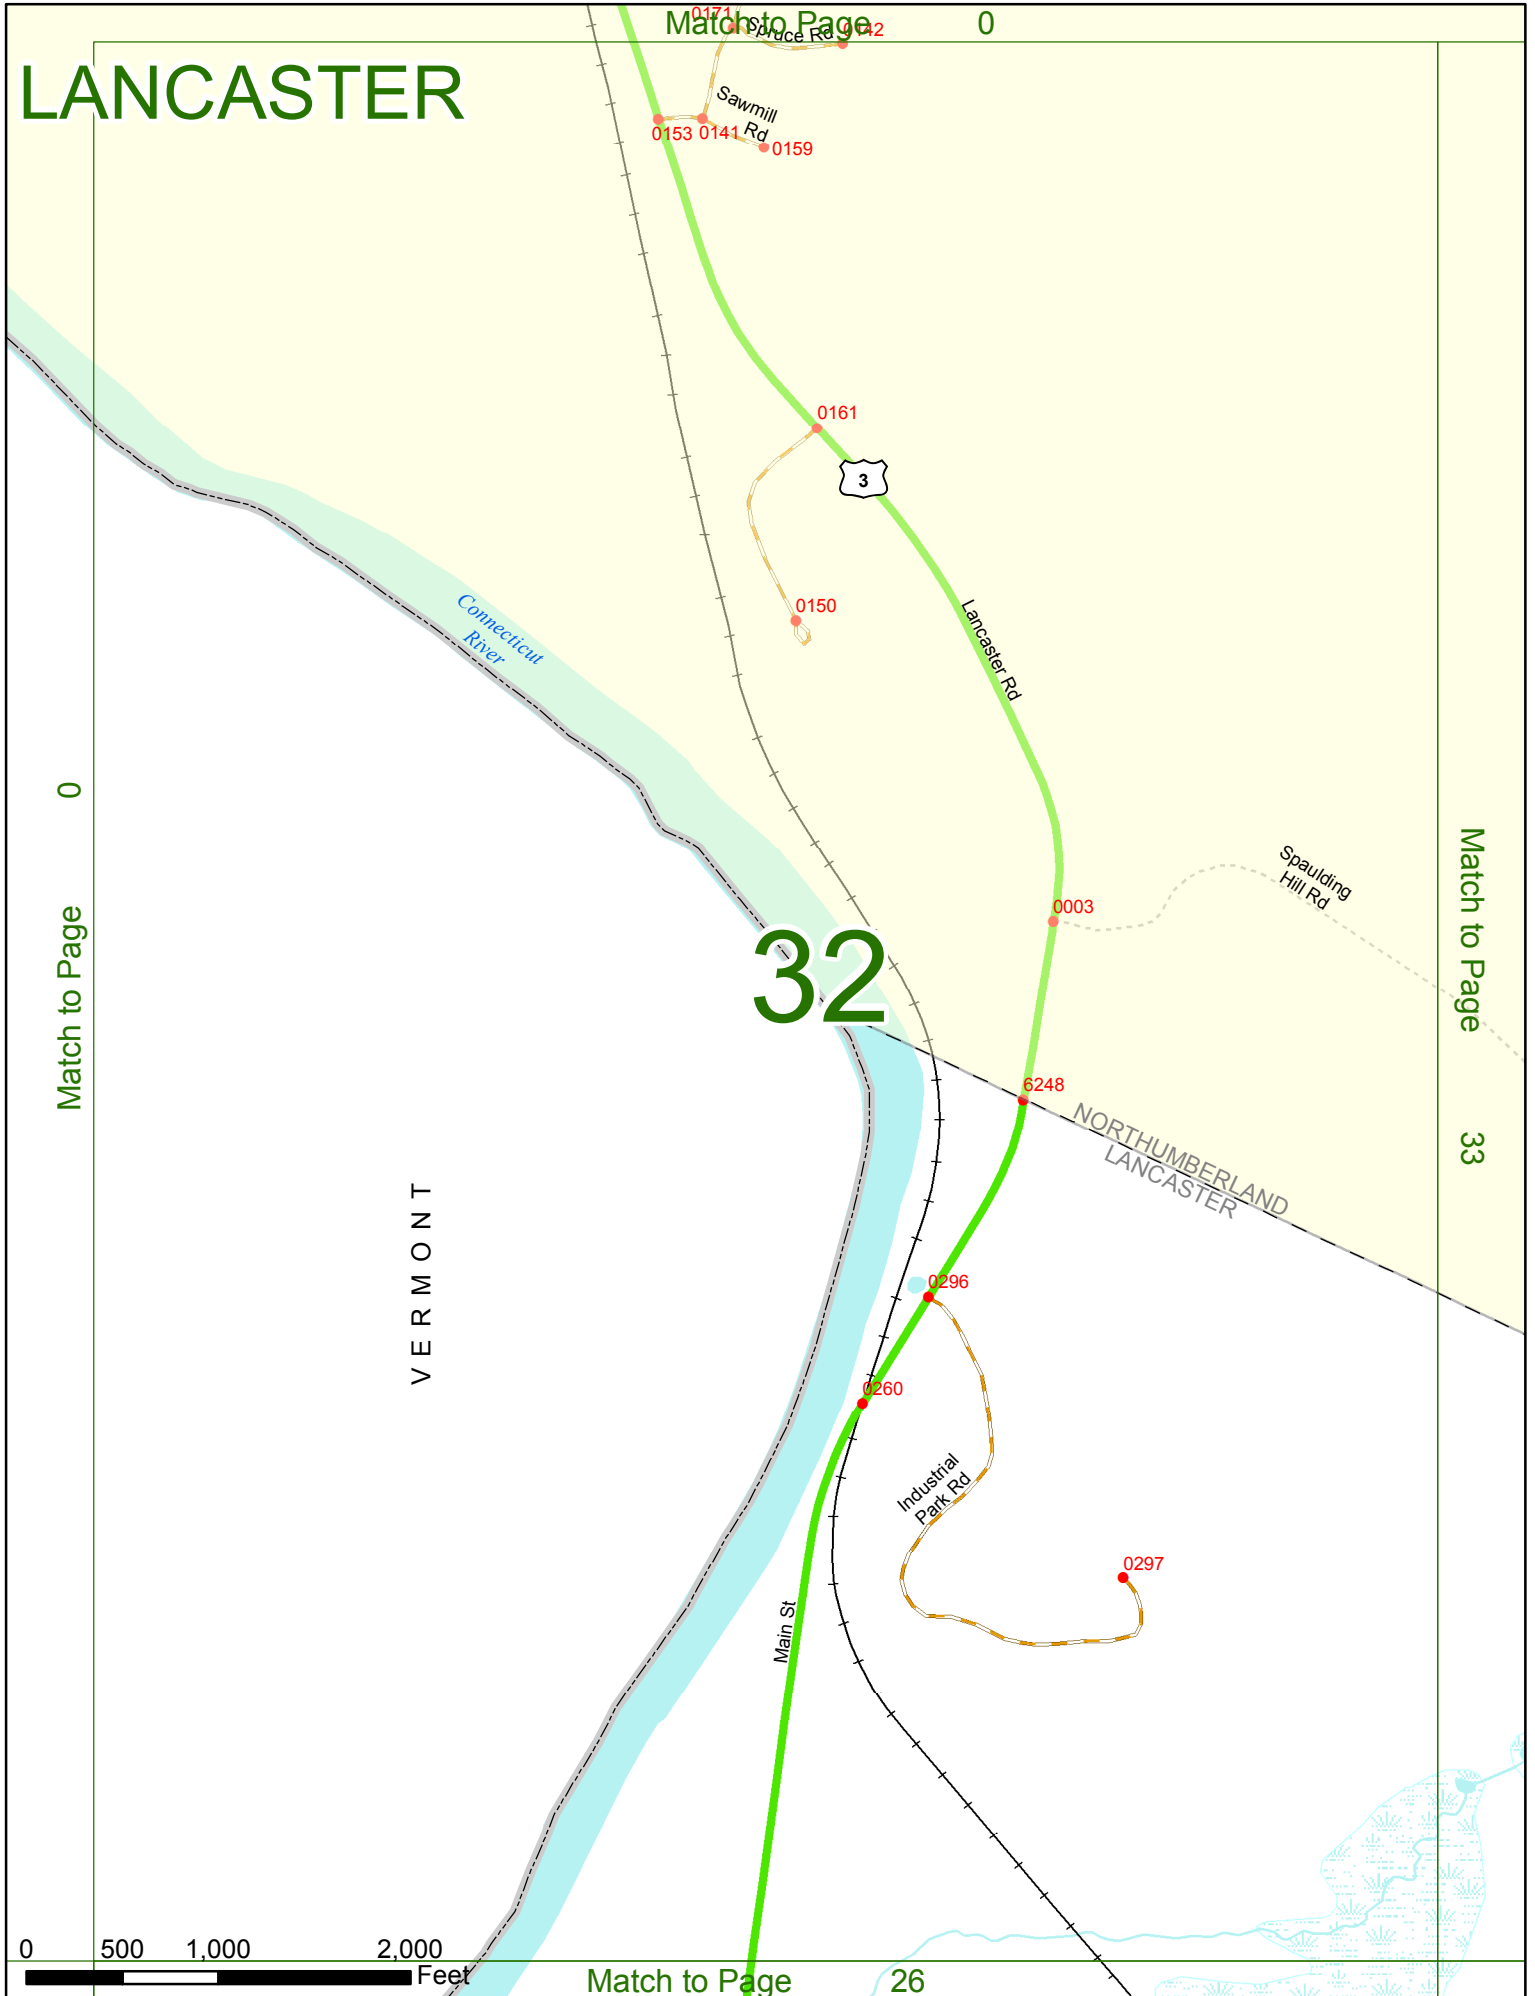 Match to Page 0
LANCASTER
0171
Spruce Rd
0142
Sawmill
Rd
0153
0141
0159
0161
3
Connecticut
River
0150
Lancaster Rd
Match to Page 0
Spaulding
Hill Rd
Match to Page 33
0003
32
6248
NORTHUMBERLAND
LANCASTER
VERMONT
0296
0260
Industrial
Park Rd
0297
Main St
0 500 1,000 2,000
Feet
Match to Page 26